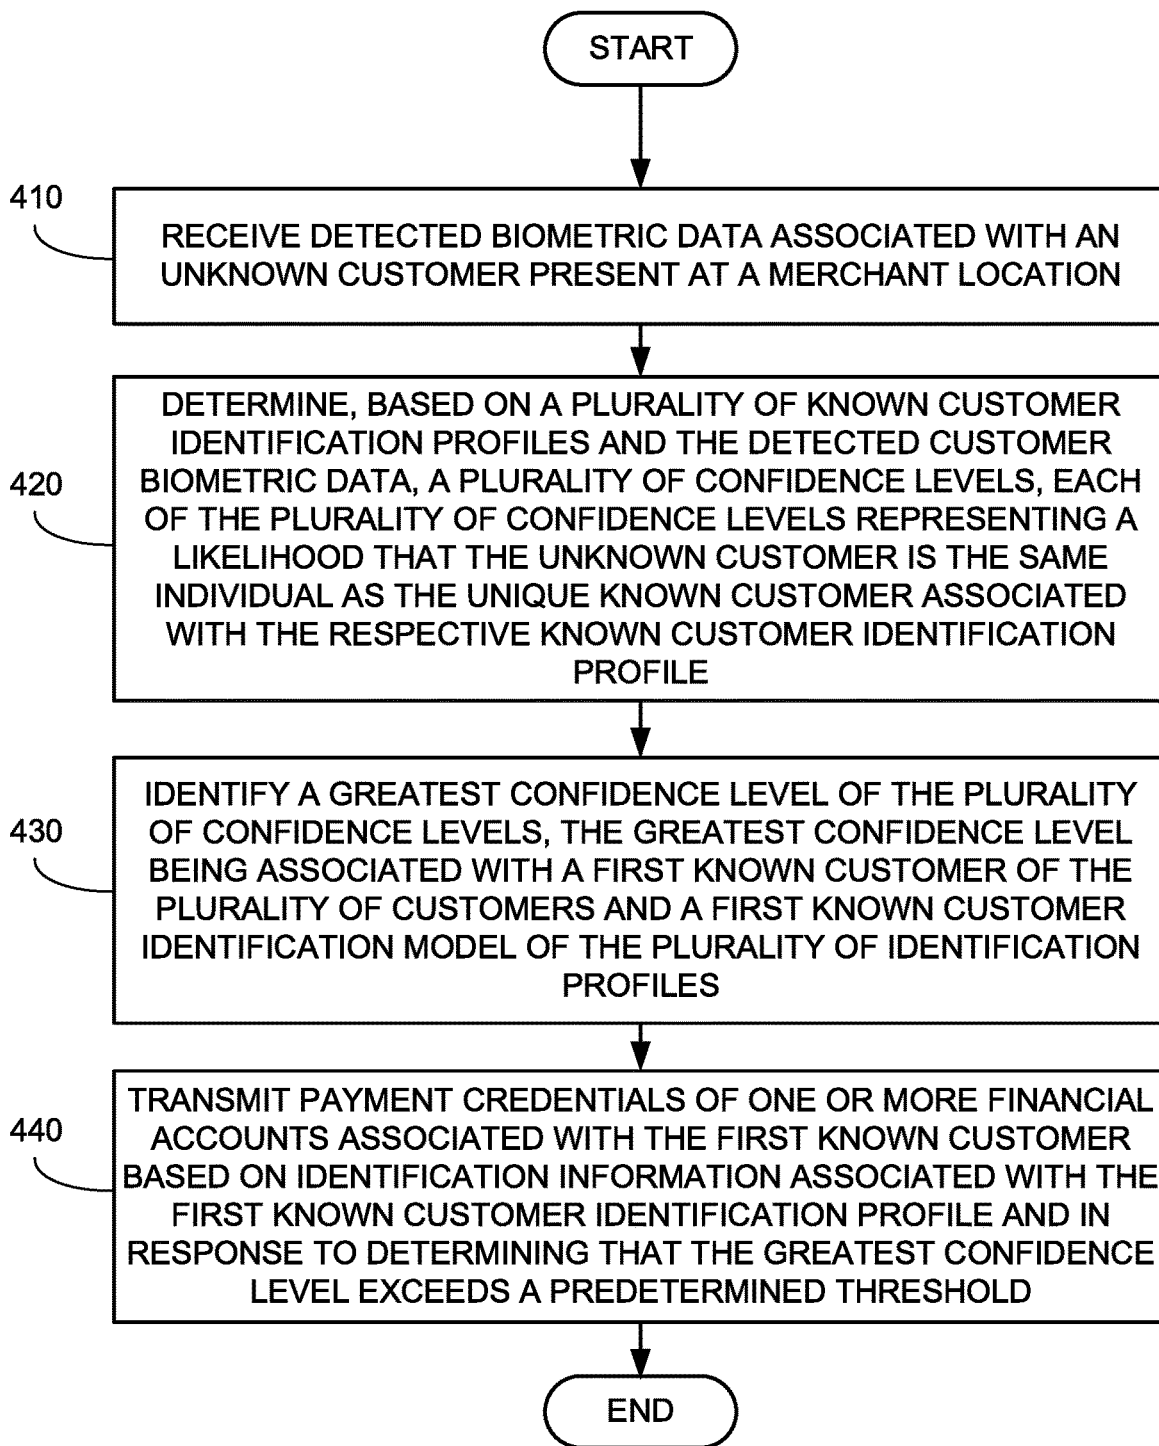 START
410
RECEIVE DETECTED BIOMETRIC DATA ASSOCIATED WITH AN
UNKNOWN CUSTOMER PRESENT AT A MERCHANT LOCATION
420
DETERMINE, BASED ON A PLURALITY OF KNOWN CUSTOMER
IDENTIFICATION PROFILES AND THE DETECTED CUSTOMER
BIOMETRIC DATA, A PLURALITY OF CONFIDENCE LEVELS, EACH
OF THE PLURALITY OF CONFIDENCE LEVELS REPRESENTING A
LIKELIHOOD THAT THE UNKNOWN CUSTOMER IS THE SAME
INDIVIDUAL AS THE UNIQUE KNOWN CUSTOMER ASSOCIATED
WITH THE RESPECTIVE KNOWN CUSTOMER IDENTIFICATION
PROFILE
430
IDENTIFY A GREATEST CONFIDENCE LEVEL OF THE PLURALITY
OF CONFIDENCE LEVELS, THE GREATEST CONFIDENCE LEVEL
BEING ASSOCIATED WITH A FIRST KNOWN CUSTOMER OF THE
PLURALITY OF CUSTOMERS AND A FIRST KNOWN CUSTOMER
IDENTIFICATION MODEL OF THE PLURALITY OF IDENTIFICATION
PROFILES
440
TRANSMIT PAYMENT CREDENTIALS OF ONE OR MORE FINANCIAL
ACCOUNTS ASSOCIATED WITH THE FIRST KNOWN CUSTOMER
BASED ON IDENTIFICATION INFORMATION ASSOCIATED WITH THE
FIRST KNOWN CUSTOMER IDENTIFICATION PROFILE AND IN
RESPONSE TO DETERMINING THAT THE GREATEST CONFIDENCE
LEVEL EXCEEDS A PREDETERMINED THRESHOLD
END